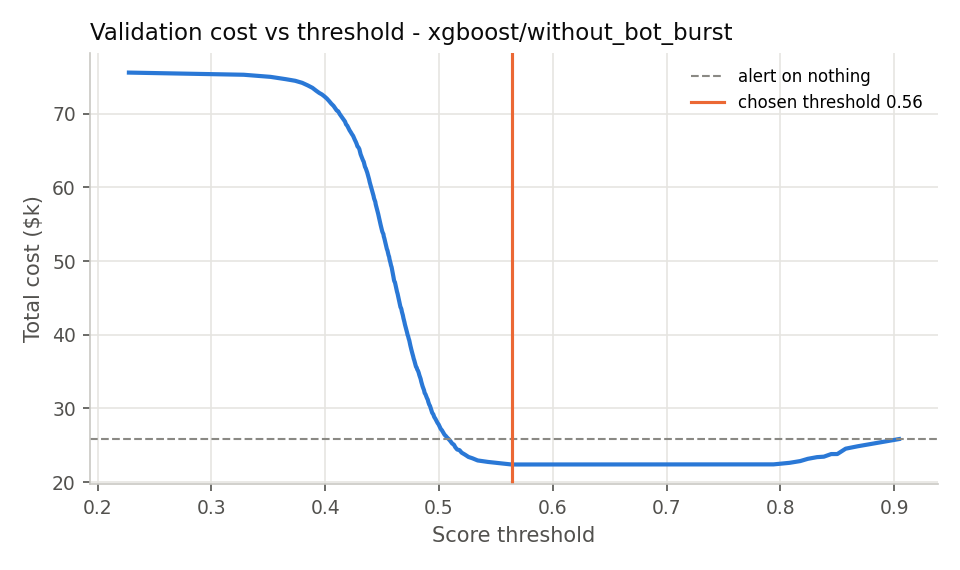 Validation cost vs threshold - xgboost/without_bot_burst
alert on nothing
chosen threshold 0.56
Total cost ($k)
70
60
50
40
30
20
0.2 0.3 0.4 0.5 0.6 0.7 0.8 0.9
Score threshold